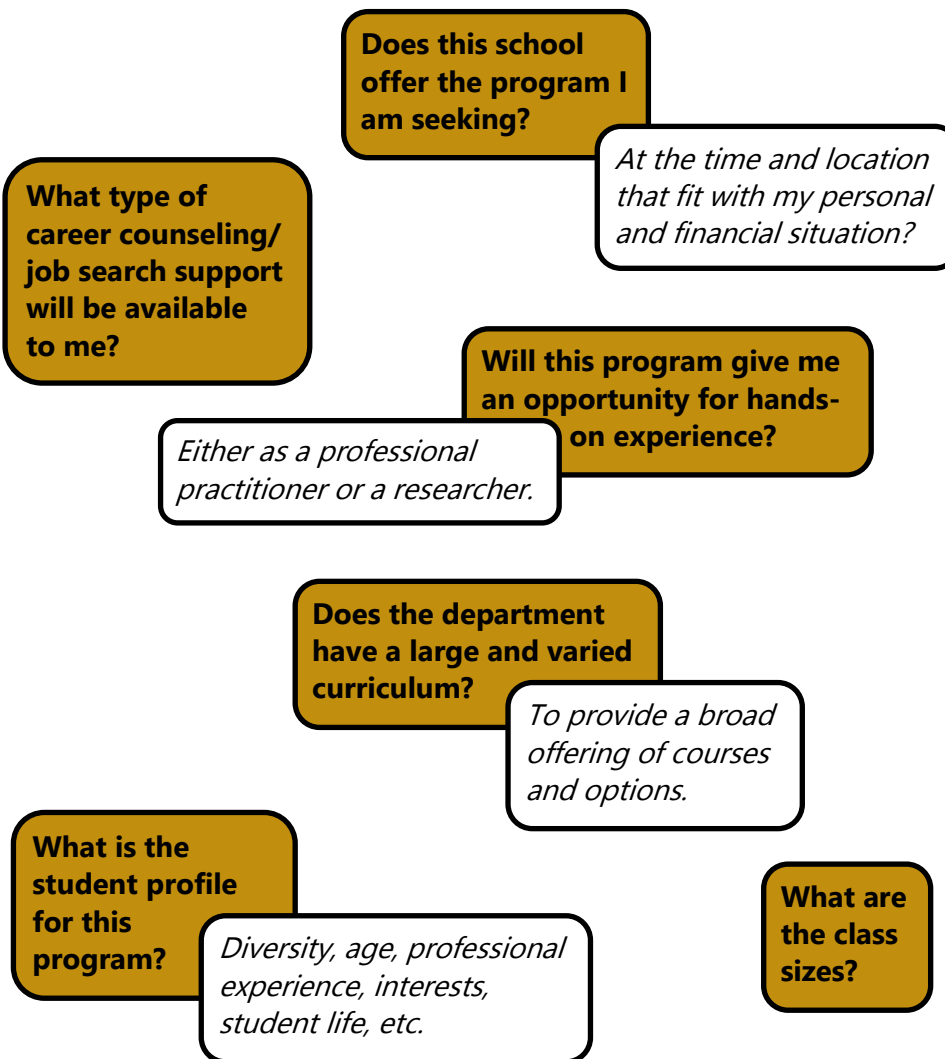 Does this school
offer the program I
am seeking?
At the time and location
that fit with my personal
and financial situation?
What type of
career counseling/
job search support
will be available
to me?
Will this program give me
an opportunity for hands-
on experience?
Either as a professional
practitioner or a researcher.
Does the department
have a large and varied
curriculum?
To provide a broad
offering of courses
and options.
What is the
student profile
for this
program?
Diversity, age, professional
experience, interests,
student life, etc.
What are
the class
sizes?